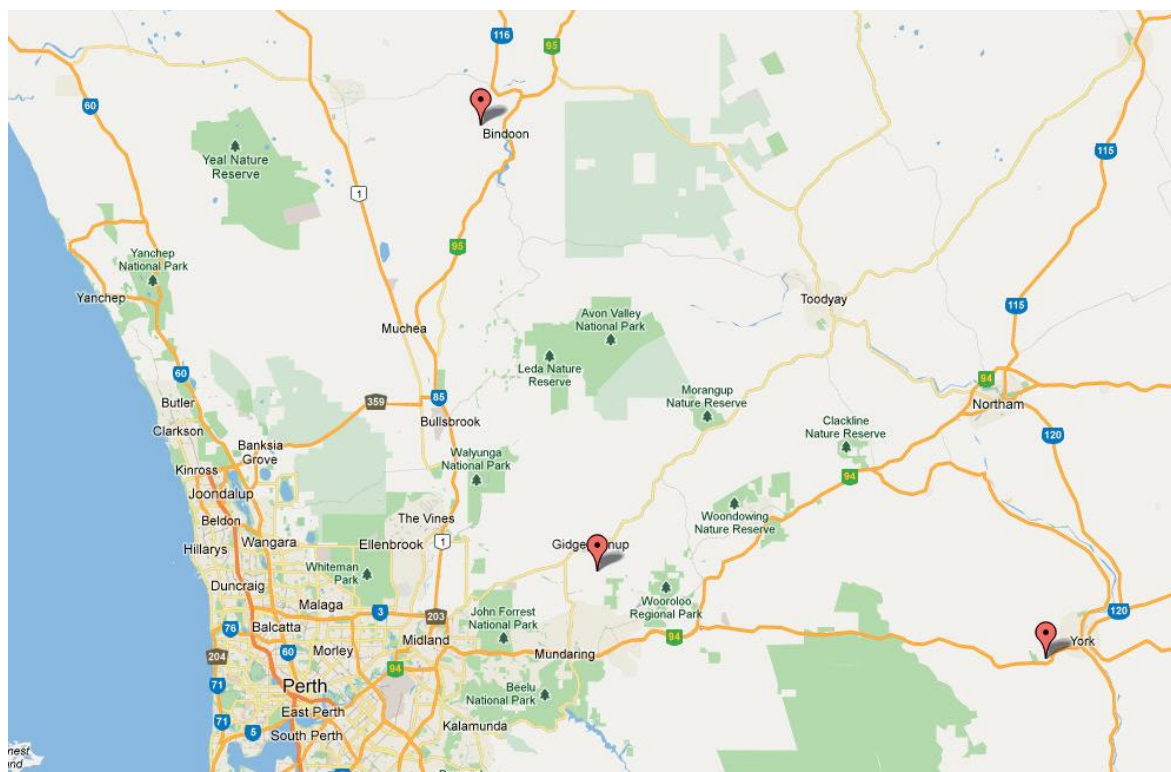 116
95
60
Bindoon
115
Yeal Nature
Reserve
115
1
95
Yanchep
National Park
Yanchep
Toodyay
Avon Valley
National Park
115
Muchea
60
Leda Nature
Reserve
94
Morangup
Nature Reserve
Butler
359
85
Northam
Bullsbrook
Clackline
Nature Reserve
Clarkson
120
Banksia
Grove
Walyunga
National Park
Kinross
94
Joondalup
Woondowing
Nature Reserve
Beldon
The Vines
Hillarys
Wangara
Ellenbrook
1
Whiteman
Park
Duncraig
Wooroloo
Regional Park
Malaga
3
203
John Forrest
National Park
120
76
Balcatta
Midland
94
York
204
60
Morley
Mundaring
94
71
Perth
Beelu
National Park
71
East Perth
Kalamunda
5
South Perth